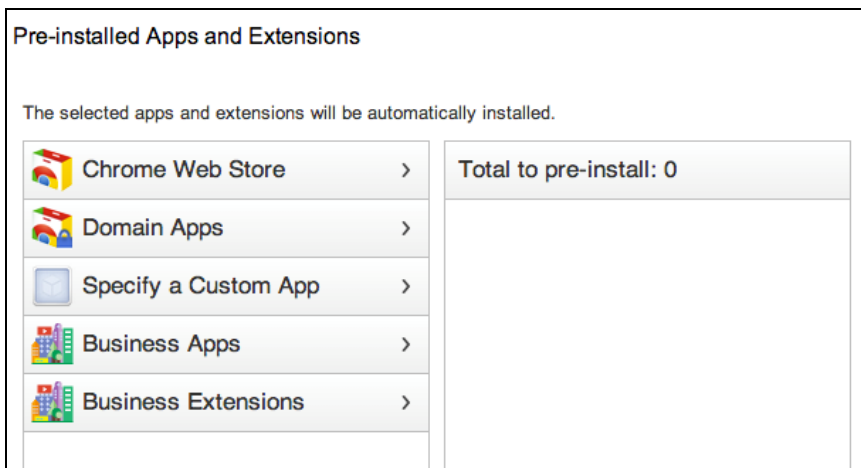 Pre-installed Apps and Extensions
The selected apps and extensions will be automatically installed.
Chrome Web Store
Total to pre-install: 0
Domain Apps
Specify a Custom App
Business Apps
Business Extensions